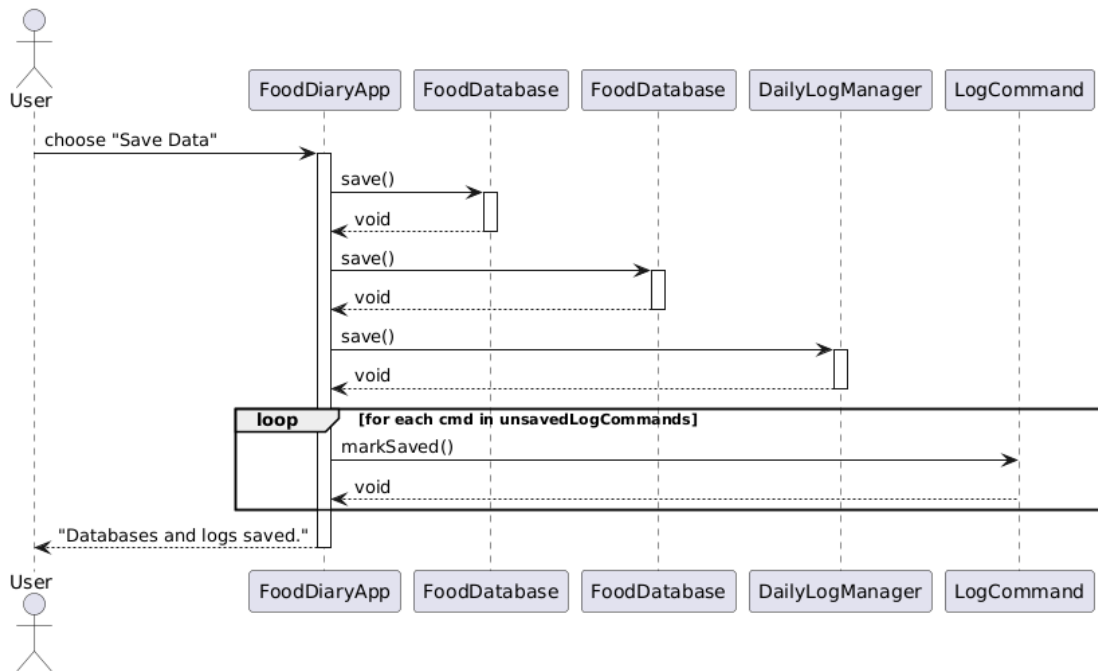 User
FoodDiaryApp
FoodDatabase
FoodDatabase
DailyLogManager
LogCommand
choose "Save Data"
save()
void
save()
void
save()
void
loop
[for each cmd in unsavedLogCommands]
markSaved()
void
"Databases and logs saved."
User
FoodDiaryApp
FoodDatabase
FoodDatabase
DailyLogManager
LogCommand